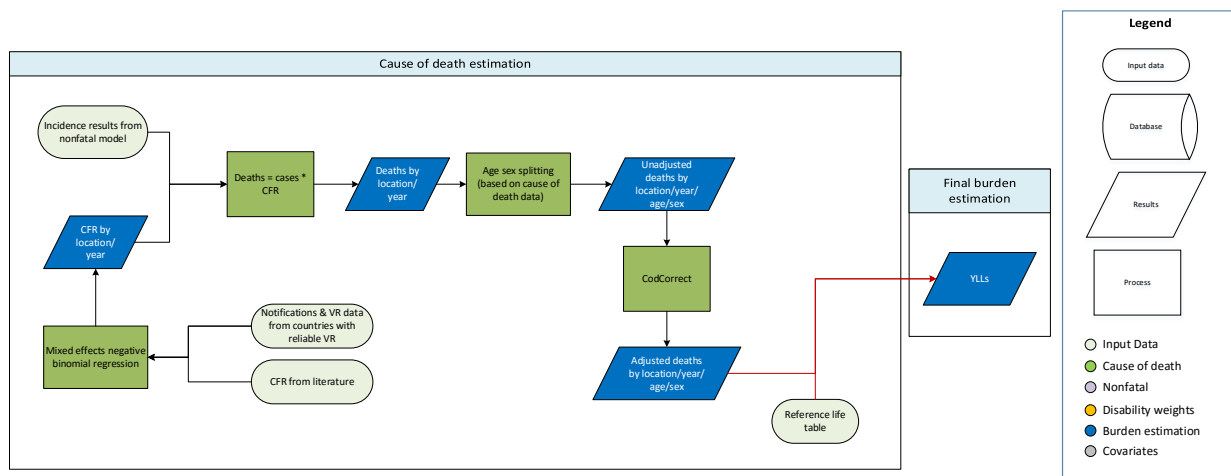 Cause of death estimation
Incidence results from
nonfatal model
Deaths = cases *
CFR
Deaths by
location/
year
Age sex splitting
(based on cause of
death data)
Unadjusted
deaths by
location/year/
age/sex
CFR by
location/
year
CodCorrect
Mixed effects negative
binomial regression
Notifications & VR data
from countries with
reliable VR
CFR from literature
Adjusted deaths
by location/year/
age/sex
Reference life
table
Final burden
estimation
YLLs
Legend
Input data
Database
Results
Process
Input Data
Cause of death
Nonfatal
Disability weights
Burden estimation
Covariates